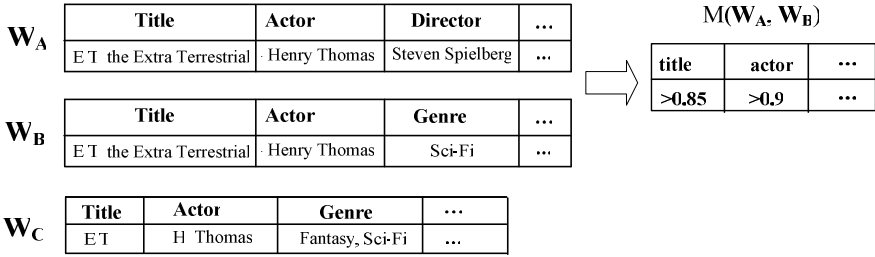 Title Actor Director ...
W_A
E T the Extra Terrestrial Henry Thomas Steven Spielberg ...
Title Actor Genre ...
W_B
E T the Extra Terrestrial Henry Thomas Sci-Fi ...
Title Actor Genre ...
W_C
E T H Thomas Fantasy, Sci-Fi ...
M(W_A, W_B)
title actor ...
>0.85 >0.9 ...